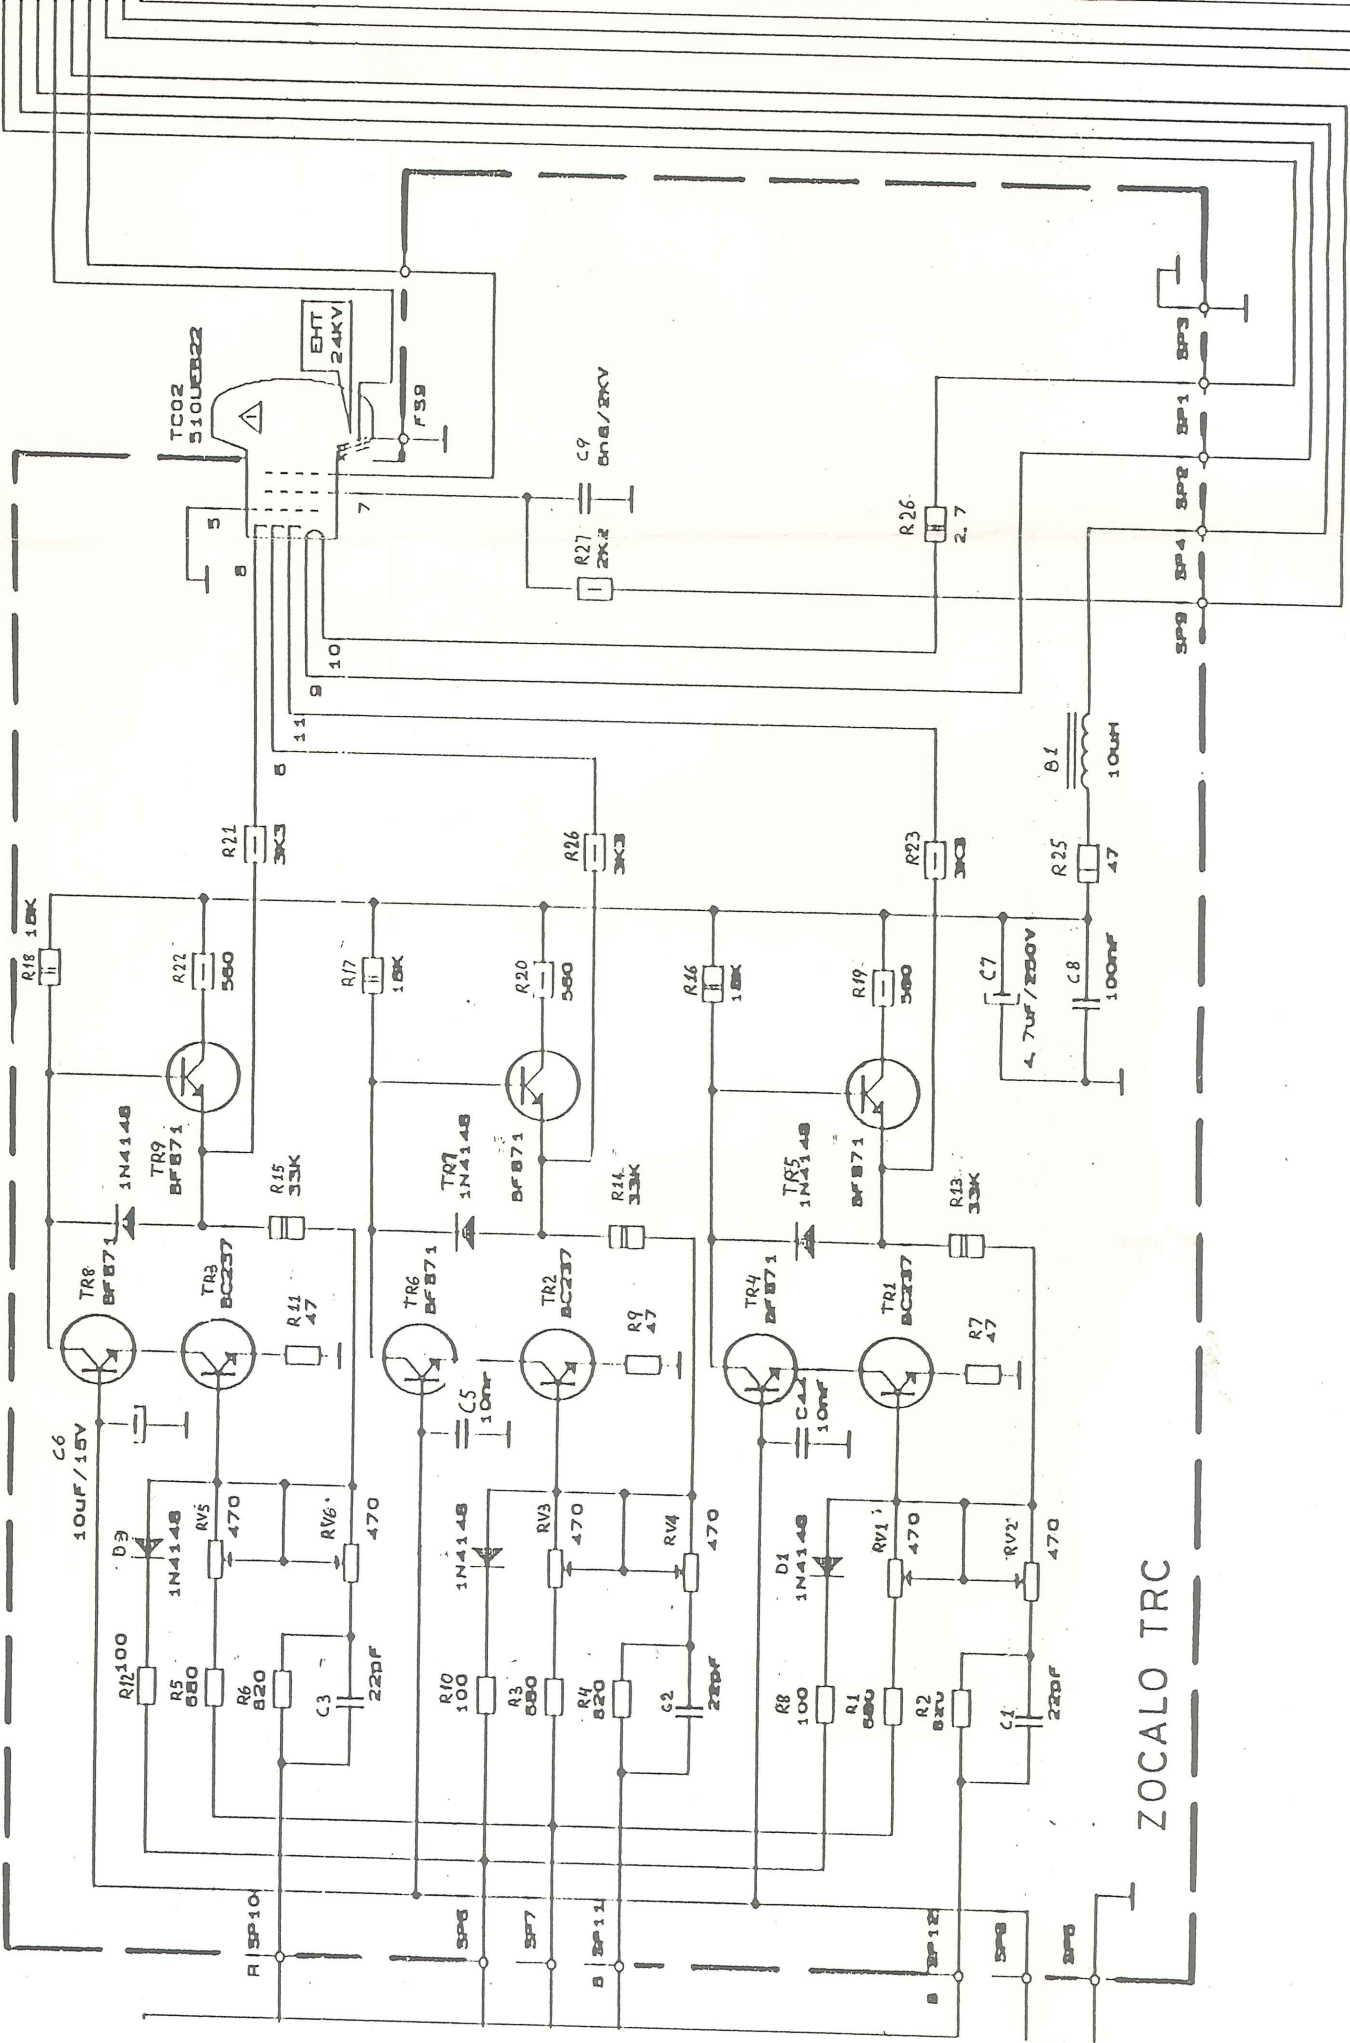 TC02
510UEB22
EHT
24KV
F39
5
7
8
C9
8n8/2KV
R27
2K2
R26
2.7
10
9
11
6
R18 18K
R21
3K3
R22
560
TR9
BF871
1N4148
R15
33K
TR8
BF871
TR3
BC237
R11
47
C6
10UF/15V
D3
1N4148
RV5
470
RV6
470
R12 100
R5
680
R6
820
C3
22pF
R SP10
R17
18K
R26
3K3
R20
560
BF871
TR7
1N4148
R14
33K
TR6
BF871
TR2
BC237
R9
47
C5
10nF
1N4148
RV3
470
RV4
470
R10
100
R3
680
R4
820
C2
22pF
SP6
SP7
SP11
R16
18K
R23
3K3
R19
560
BF871
TR5
1N4148
R13
33K
TR4
BF871
TR1
BC237
R7
47
C4
10nF
D1
1N4148
RV1
470
RV2
470
R8
100
R1
680
R2
820
C1
22pF
B SP12
SP8
SP5
C7
4,7UF/250V
C8
100nF
R25
47
B1
10UH
SP9
SP4
SP2
SP1
SP3
ZOCALO TRC